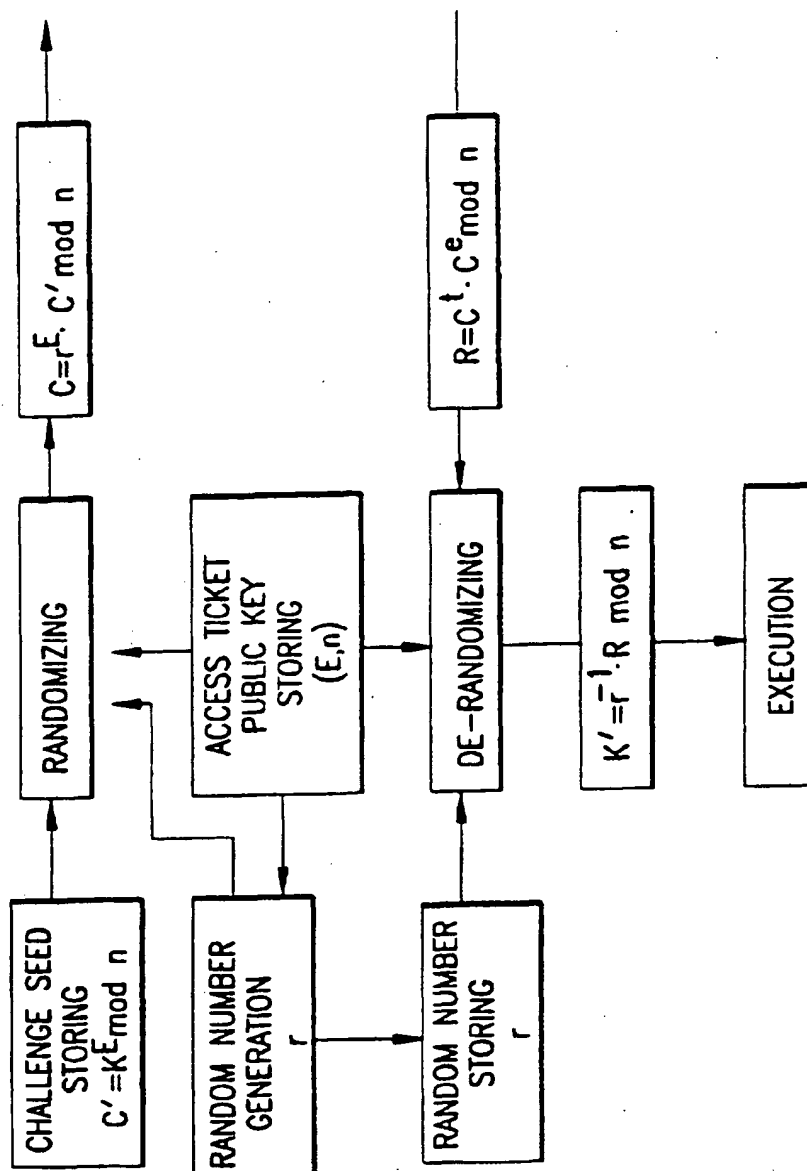 CHALLENGE SEED
STORING
C′=K^E mod n
RANDOMIZING
C=r^E· C′ mod n
RANDOM NUMBER
GENERATION
r
ACCESS TICKET
PUBLIC KEY
STORING
(E,n)
RANDOM NUMBER
STORING
r
DE-RANDOMIZING
R=C^t· C^e mod n
K′=r^-1· R mod n
EXECUTION